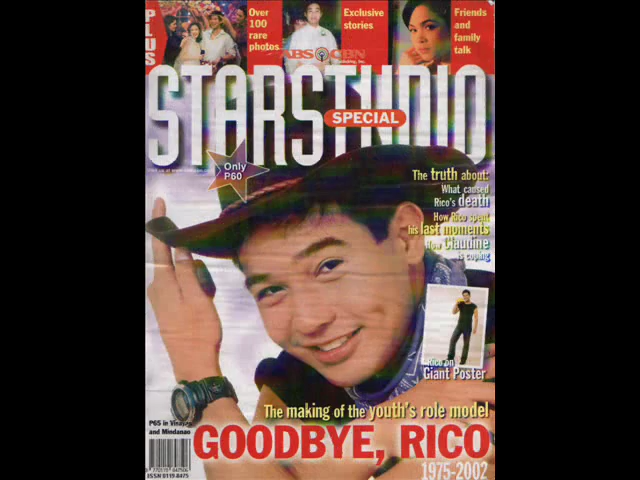 PLUS
Over
100
rare
photos
Exclusive
stories
Friends
and
family
talk
ABS-CBN
STARSTUDIO
SPECIAL
Only
P60
The truth about:
What caused
Rico's death
How Rico spent
his last moments
How Claudine
is coping
Rico on
Giant Poster
The making of the youth's role model
P65 in Visayas
and Mindanao
GOODBYE, RICO
1975-2002
ISSN 0119-8475